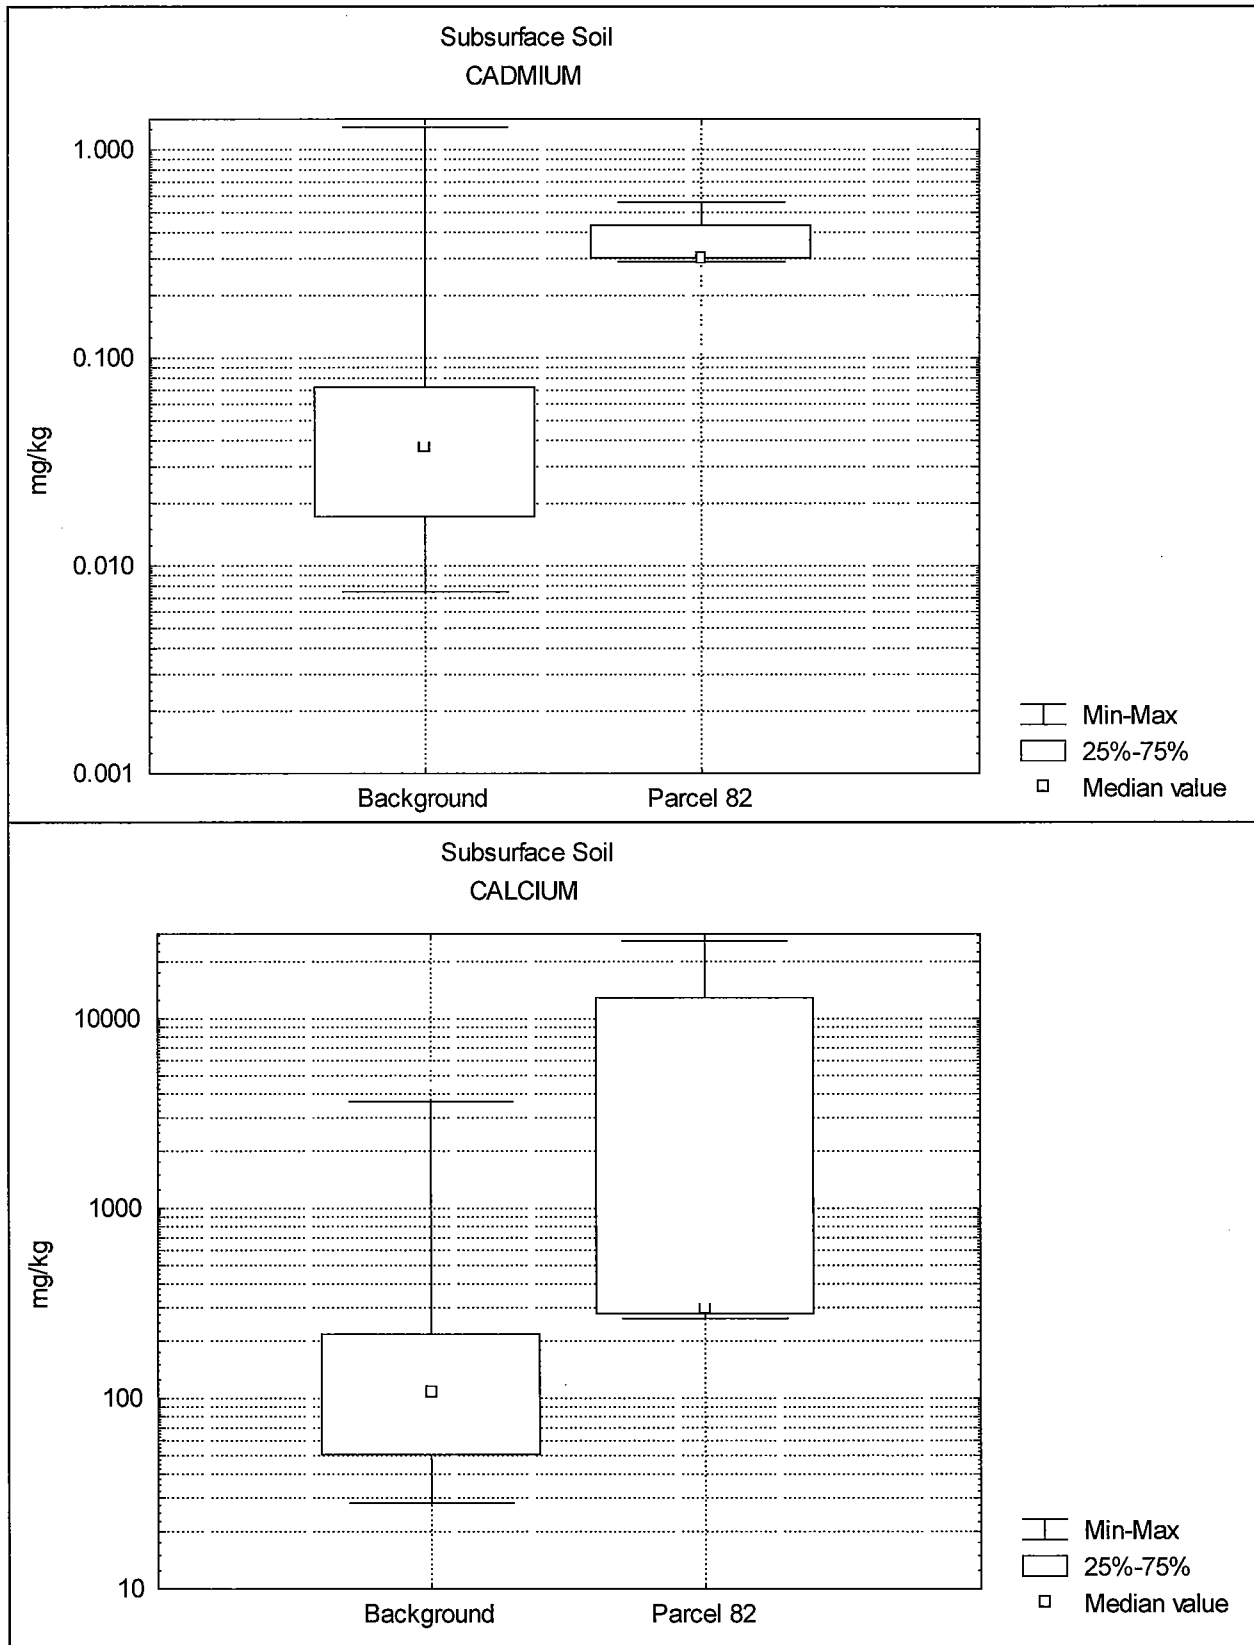 Subsurface Soil
CADMIUM
1.000
0.100
0.010
0.001
mg/kg
Background
Parcel 82
Min-Max
25%-75%
Median value
Subsurface Soil
CALCIUM
10000
1000
100
10
mg/kg
Background
Parcel 82
Min-Max
25%-75%
Median value